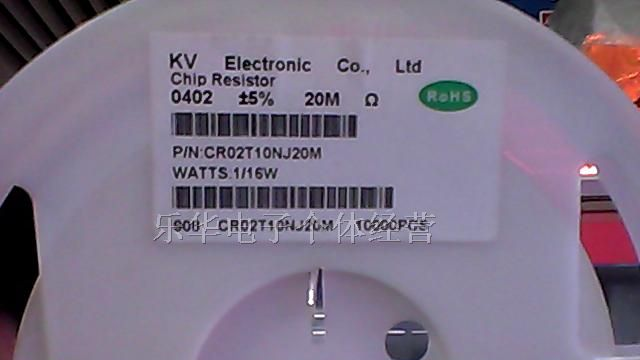 KV Electronic Co., Ltd
Chip Resistor
0402 ±5% 20M Ω
RoHS
P/N:CR02T10NJ20M
WATTS:1/16W
CR02T10NJ20M 10000PCS
乐华电子个体经营